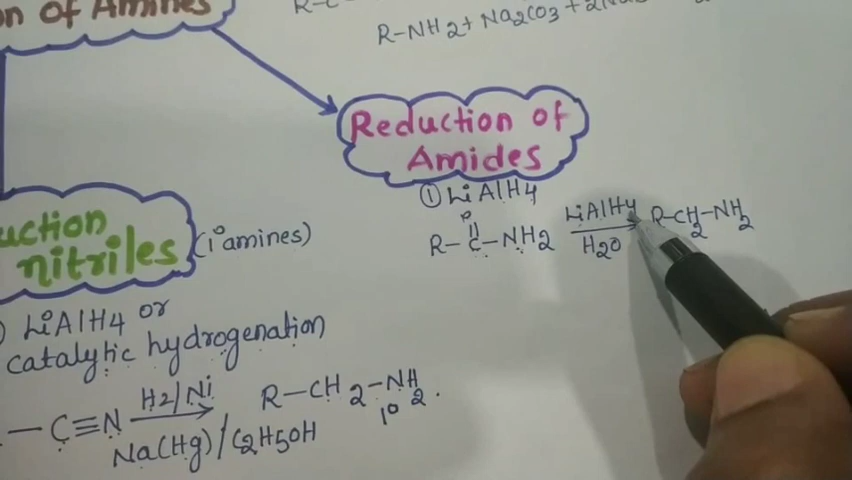 on of Amines
R-C
R-NH2 + Na2CO3 + 2Na
Reduction of
Amides
① LiAlH4
O
R-C-NH2 LiAlH4 R-CH2-NH2
H2O
uction
nitriles (1° amines)
) LiAlH4 or
catalytic hydrogenation
—C≡N H2/Ni R-CH2-NH2.
1°
Na(Hg)/C2H5OH